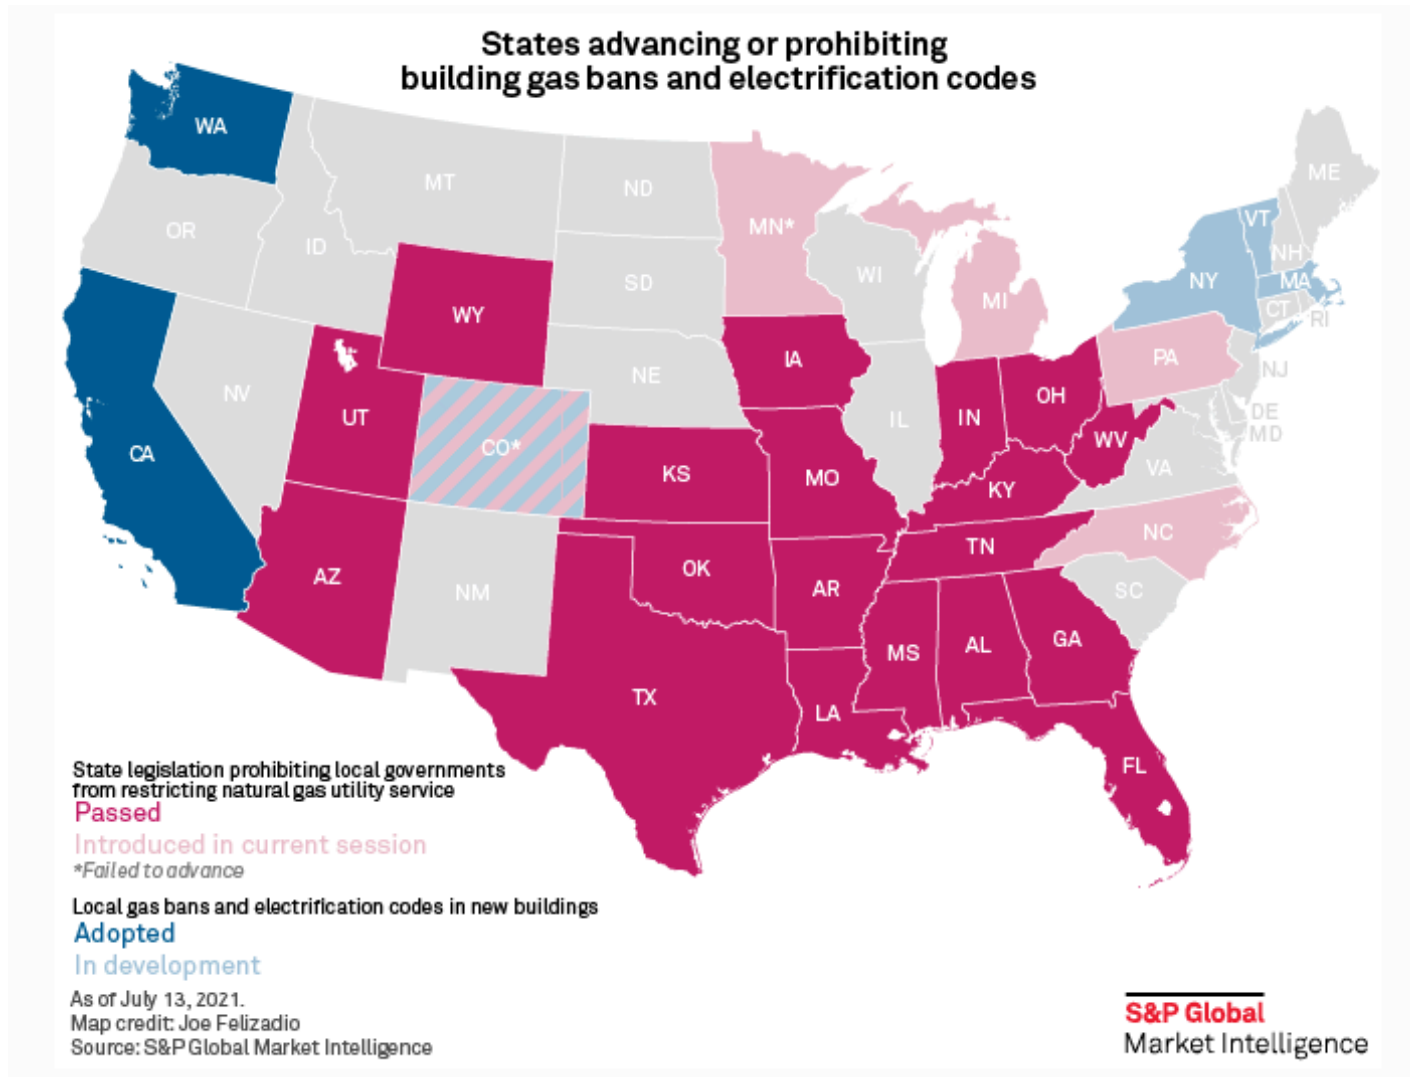 States advancing or prohibiting
building gas bans and electrification codes
WA
MT
ND
MN*
ME
OR
ID
SD
WI
VT
NH
NY
MA
CT
RI
WY
MI
IA
PA
NJ
NV
UT
NE
IL
IN
OH
DE
MD
CA
CO*
KS
MO
WV
VA
KY
AZ
NM
OK
AR
TN
NC
SC
MS
AL
GA
TX
LA
FL
State legislation prohibiting local governments
from restricting natural gas utility service
Passed
Introduced in current session
*Failed to advance
Local gas bans and electrification codes in new buildings
Adopted
In development
As of July 13, 2021.
Map credit: Joe Felizadio
Source: S&P Global Market Intelligence
S&P Global
Market Intelligence